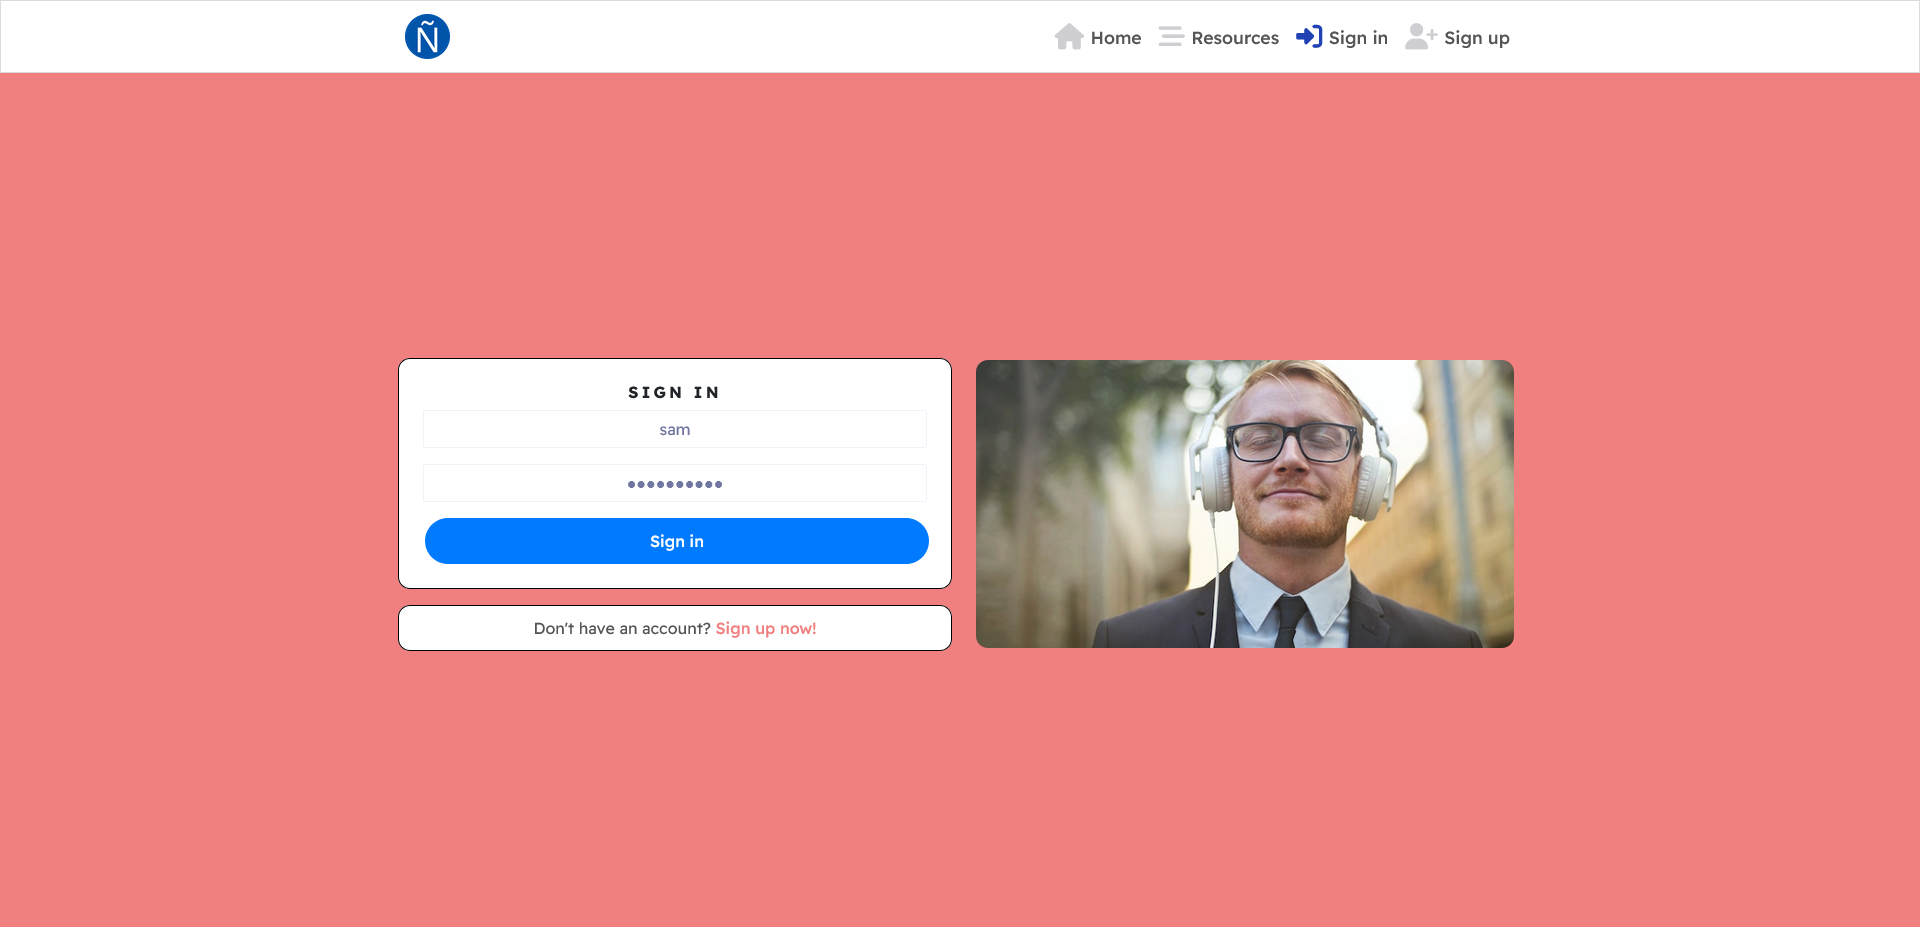 Ñ
Home Resources Sign in Sign up
SIGN IN
sam
••••••••••
Sign in
Don't have an account? Sign up now!